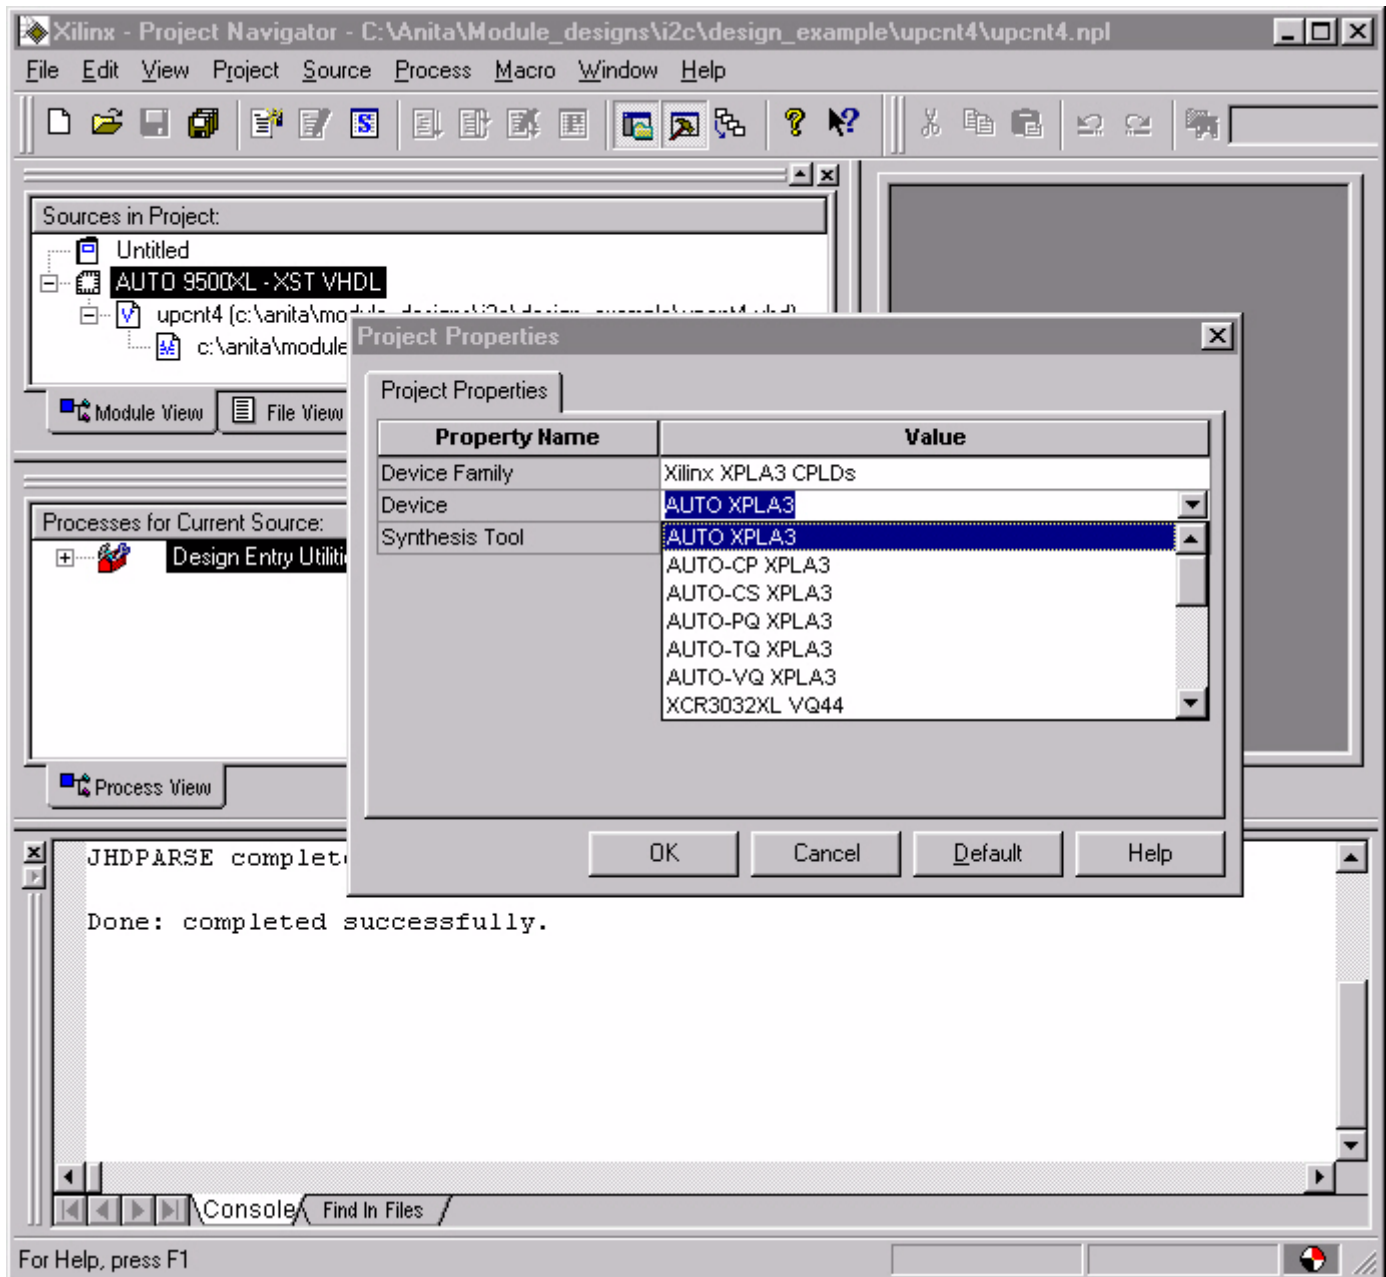 Xilinx - Project Navigator - C:\Anita\Module_designs\i2c\design_example\upcnt4\upcnt4.npl
File Edit View Project Source Process Macro Window Help
Sources in Project:
Untitled
AUTO 9500XL - XST VHDL
upcnt4 (c:\anita\module_designs\i2c\design_example\upcnt4.vhd)
c:\anita\module
Module View File View
Project Properties
Project Properties
Property Name Value
Device Family Xilinx XPLA3 CPLDs
Device AUTO XPLA3
Synthesis Tool AUTO XPLA3
AUTO-CP XPLA3
AUTO-CS XPLA3
AUTO-PQ XPLA3
AUTO-TQ XPLA3
AUTO-VQ XPLA3
XCR3032XL VQ44
OK Cancel Default Help
Processes for Current Source:
Design Entry Utiliti
Process View
JHDPARSE complet
Done: completed successfully.
Console Find In Files
For Help, press F1